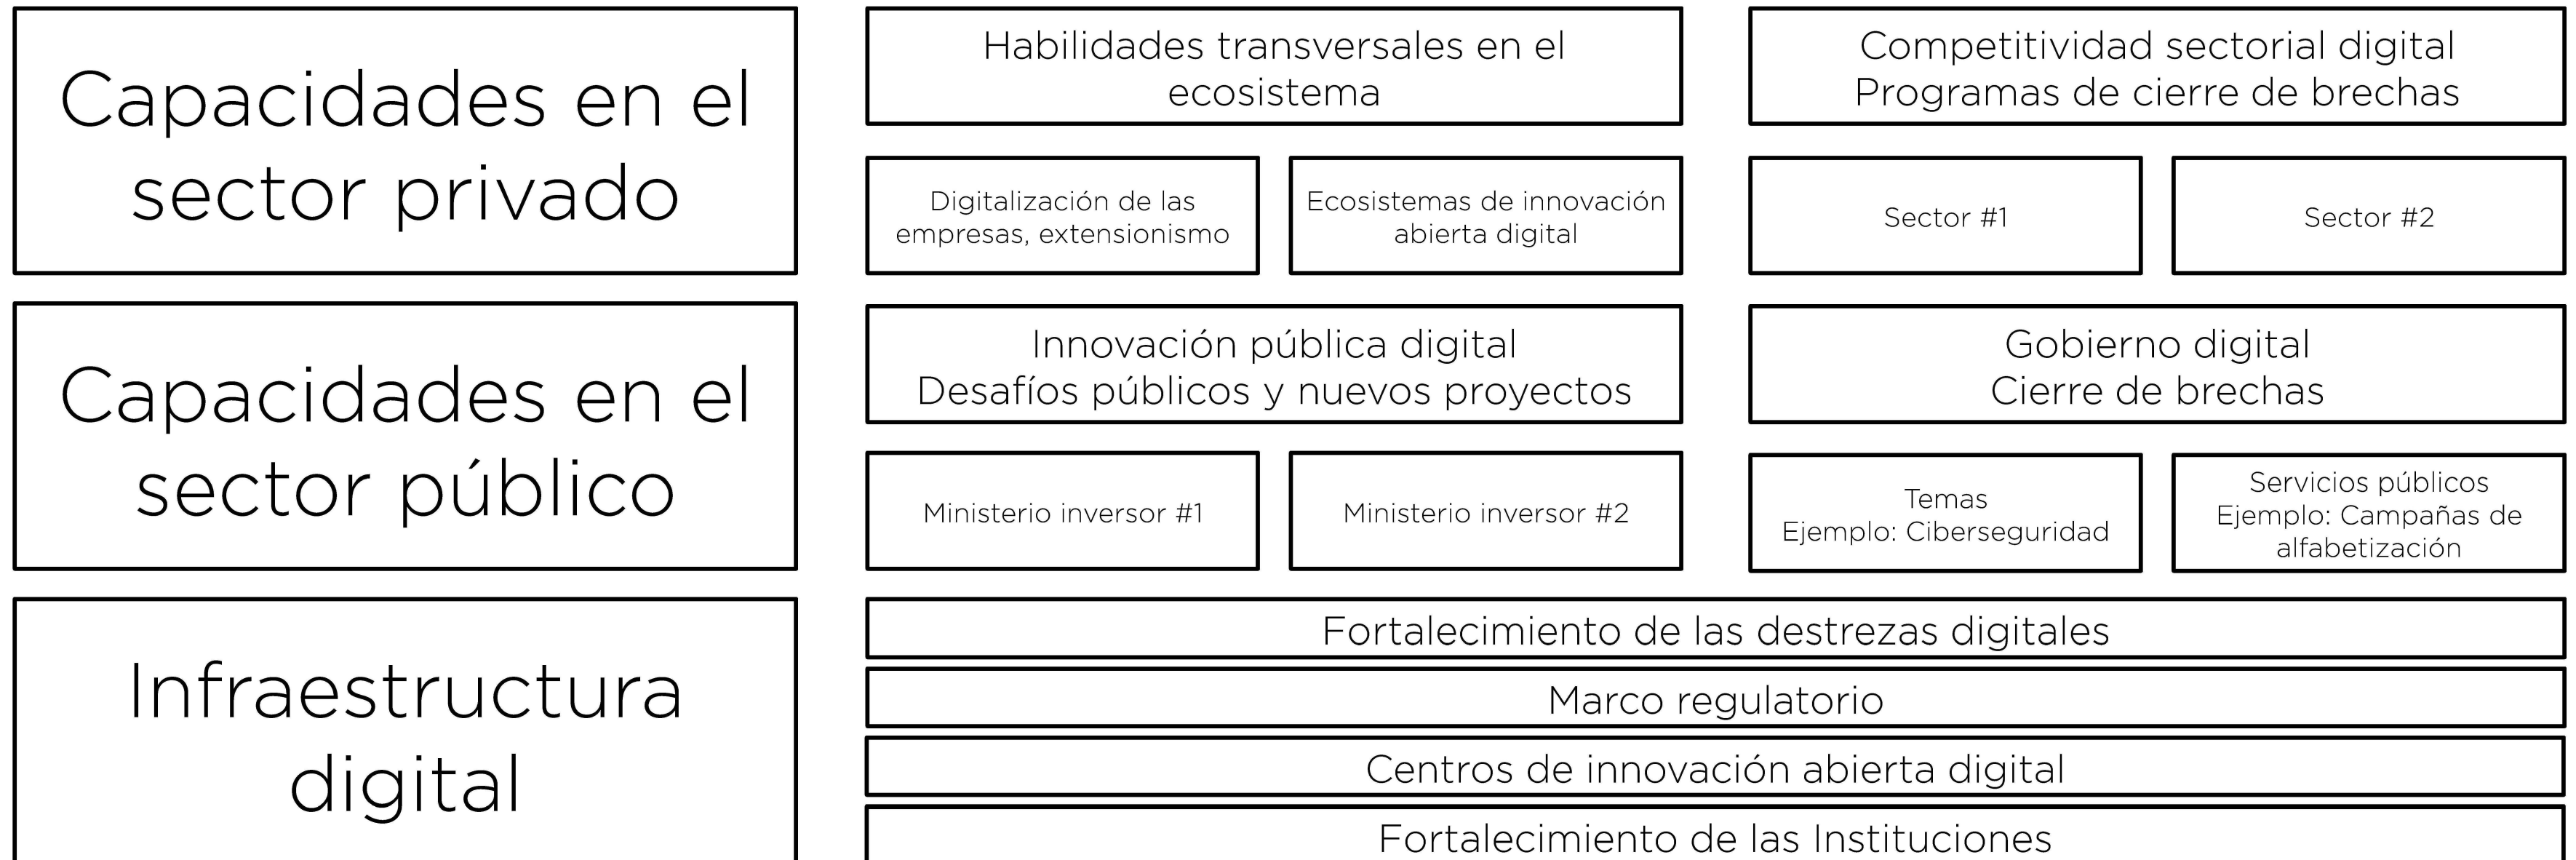 Capacidades en el
sector privado
Habilidades transversales en el
ecosistema
Competitividad sectorial digital
Programas de cierre de brechas
Digitalización de las
empresas, extensionismo
Ecosistemas de innovación
abierta digital
Sector #1
Sector #2
Capacidades en el
sector público
Innovación pública digital
Desafíos públicos y nuevos proyectos
Gobierno digital
Cierre de brechas
Ministerio inversor #1
Ministerio inversor #2
Temas
Ejemplo: Ciberseguridad
Servicios públicos
Ejemplo: Campañas de
alfabetización
Infraestructura
digital
Fortalecimiento de las destrezas digitales
Marco regulatorio
Centros de innovación abierta digital
Fortalecimiento de las Instituciones